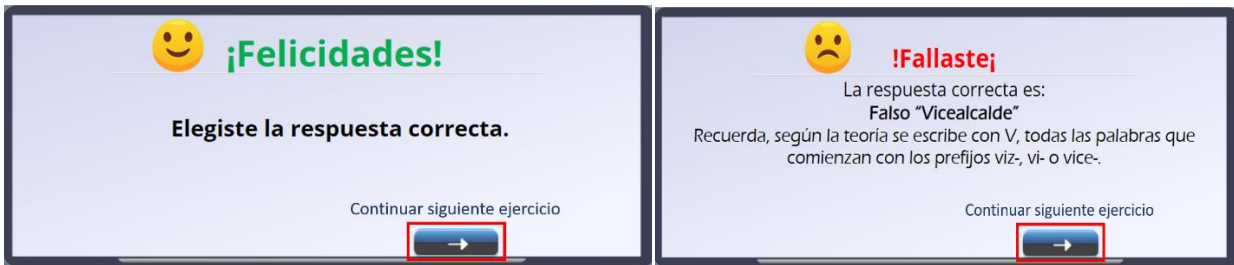 ¡Felicidades!
Elegiste la respuesta correcta.
Continuar siguiente ejercicio
!Fallaste¡
La respuesta correcta es:
Falso “Vicealcalde”
Recuerda, según la teoría se escribe con V, todas las palabras que
comienzan con los prefijos viz-, vi- o vice-.
Continuar siguiente ejercicio